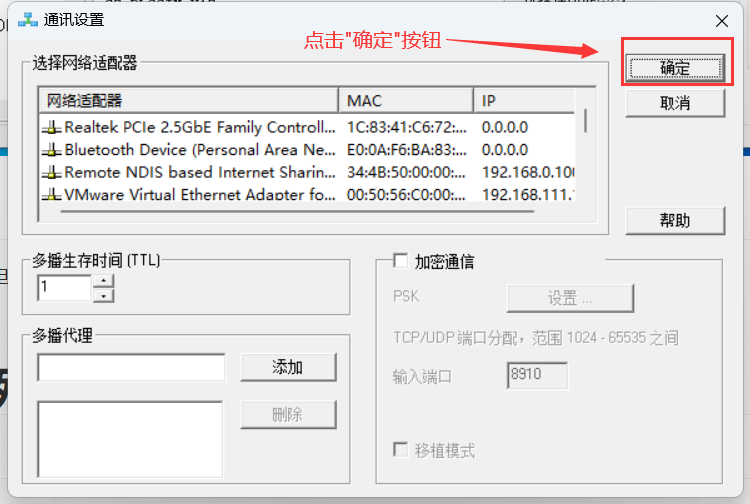 通讯设置
点击"确定"按钮
选择网络适配器
确定
网络适配器 MAC IP
取消
Realtek PCIe 2.5GbE Family Controll... 1C:83:41:C6:72:... 0.0.0.0
Bluetooth Device (Personal Area Ne... E0:0A:F6:BA:83:... 0.0.0.0
Remote NDIS based Internet Sharin... 34:4B:50:00:00:... 192.168.0.100
VMware Virtual Ethernet Adapter fo... 00:50:56:C0:00:... 192.168.111.
帮助
多播生存时间 (TTL)
1
多播代理
添加
删除
加密通信
PSK
设置 ...
TCP/UDP 端口分配，范围 1024 - 65535 之间
输入端口
8910
移植模式